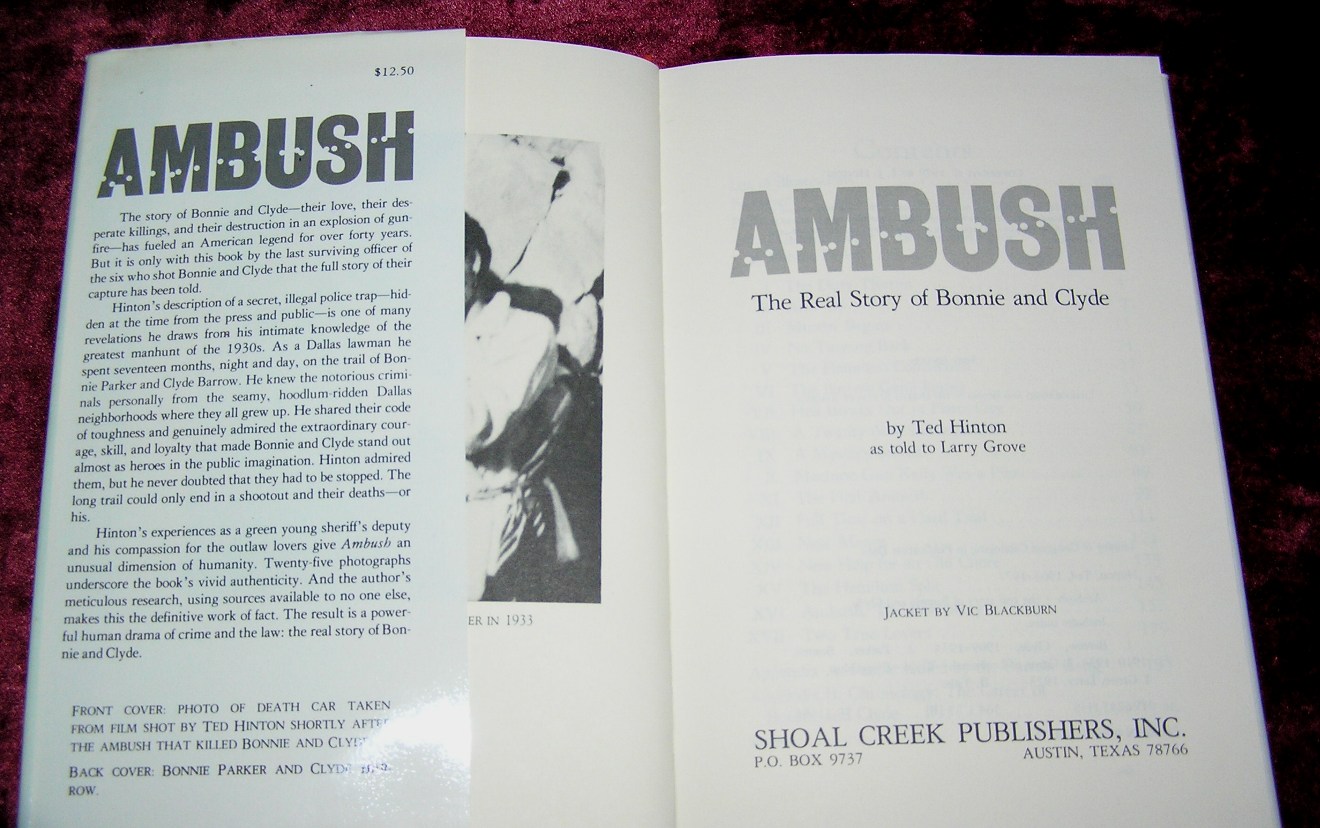 $12.50
AMBUSH
The story of Bonnie and Clyde—their love, their des-
perate killings, and their destruction in an explosion of gun-
fire—has fueled an American legend for over forty years.
But it is only with this book by the last surviving officer of
the six who shot Bonnie and Clyde that the full story of their
capture has been told.
Hinton's description of a secret, illegal police trap—hid-
den at the time from the press and public—is one of many
revelations he draws from his intimate knowledge of the
greatest manhunt of the 1930s. As a Dallas lawman he
spent seventeen months, night and day, on the trail of Bon-
nie Parker and Clyde Barrow. He knew the notorious crimi-
nals personally from the seamy, hoodlum-ridden Dallas
neighborhoods where they all grew up. He shared their code
of toughness and genuinely admired the extraordinary cour-
age, skill, and loyalty that made Bonnie and Clyde stand out
almost as heroes in the public imagination. Hinton admired
them, but he never doubted that they had to be stopped. The
long trail could only end in a shootout and their deaths—or
his.
Hinton's experiences as a green young sheriff's deputy
and his compassion for the outlaw lovers give Ambush an
unusual dimension of humanity. Twenty-five photographs
underscore the book's vivid authenticity. And the author's
meticulous research, using sources available to no one else,
makes this the definitive work of fact. The result is a power-
ful human drama of crime and the law: the real story of Bon-
nie and Clyde.
FRONT COVER: PHOTO OF DEATH CAR TAKEN
FROM FILM SHOT BY TED HINTON SHORTLY AFTER
THE AMBUSH THAT KILLED BONNIE AND CLYDE.
BACK COVER: BONNIE PARKER AND CLYDE BAR-
ROW.
ER IN 1933
AMBUSH
The Real Story of Bonnie and Clyde
by Ted Hinton
as told to Larry Grove
JACKET BY VIC BLACKBURN
SHOAL CREEK PUBLISHERS, INC.
P.O. BOX 9737 AUSTIN, TEXAS 78766